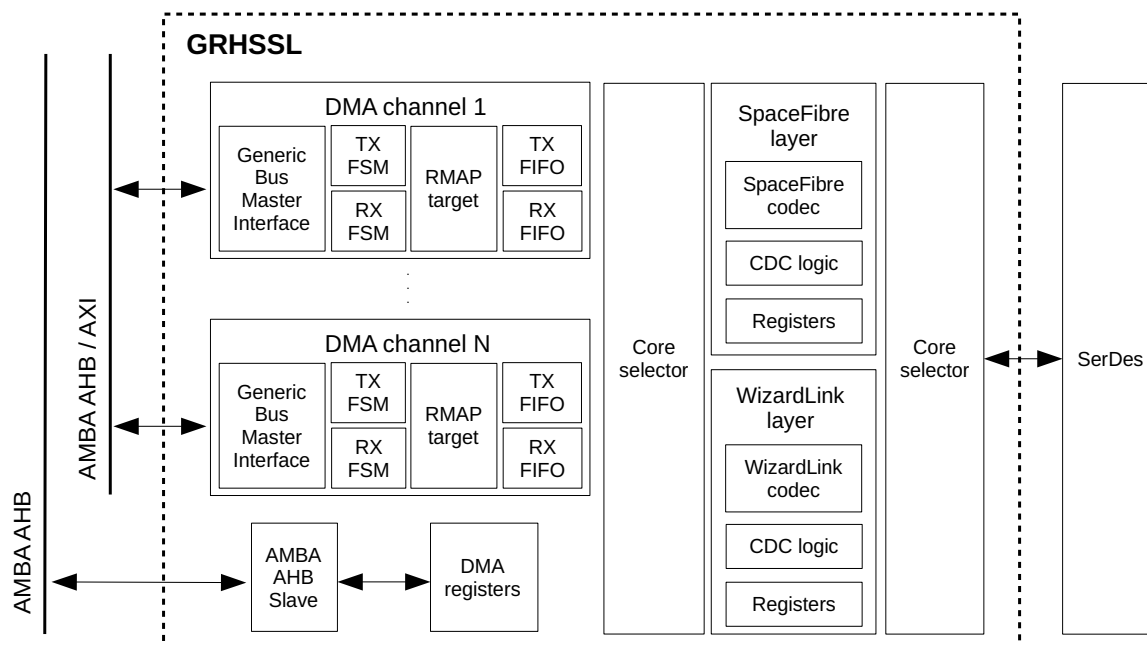 GRHSSL
DMA channel 1
Generic
Bus
Master
Interface
TX
FSM
RX
FSM
RMAP
target
TX
FIFO
RX
FIFO
.
.
.
DMA channel N
Generic
Bus
Master
Interface
TX
FSM
RX
FSM
RMAP
target
TX
FIFO
RX
FIFO
AMBA AHB / AXI
AMBA AHB
AMBA
AHB
Slave
DMA
registers
Core
selector
SpaceFibre
layer
SpaceFibre
codec
CDC logic
Registers
WizardLink
layer
WizardLink
codec
CDC logic
Registers
Core
selector
SerDes